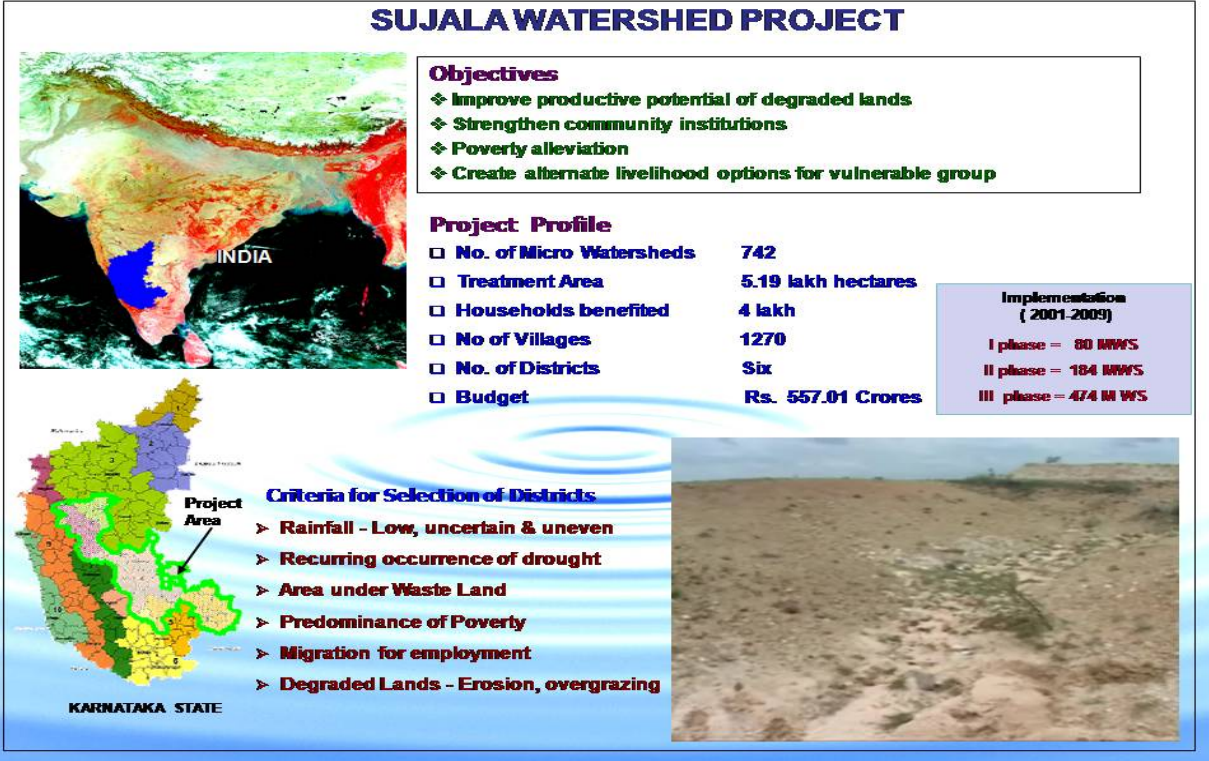 SUJALA WATERSHED PROJECT
Objectives
❖ Improve productive potential of degraded lands
❖ Strengthen community institutions
❖ Poverty alleviation
❖ Create alternate livelihood options for vulnerable group
INDIA
Project Profile
❑ No. of Micro Watersheds 742
❑ Treatment Area 5.19 lakh hectares
❑ Households benefited 4 lakh
❑ No of Villages 1270
❑ No. of Districts Six
❑ Budget Rs. 557.01 Crores
Implementation
( 2001-2009)
I phase = 80 MWS
II phase = 184 MWS
III phase = 474 M WS
Project
Area
KARNATAKA STATE
Criteria for Selection of Districts
➢ Rainfall - Low, uncertain & uneven
➢ Recurring occurrence of drought
➢ Area under Waste Land
➢ Predominance of Poverty
➢ Migration for employment
➢ Degraded Lands - Erosion, overgrazing